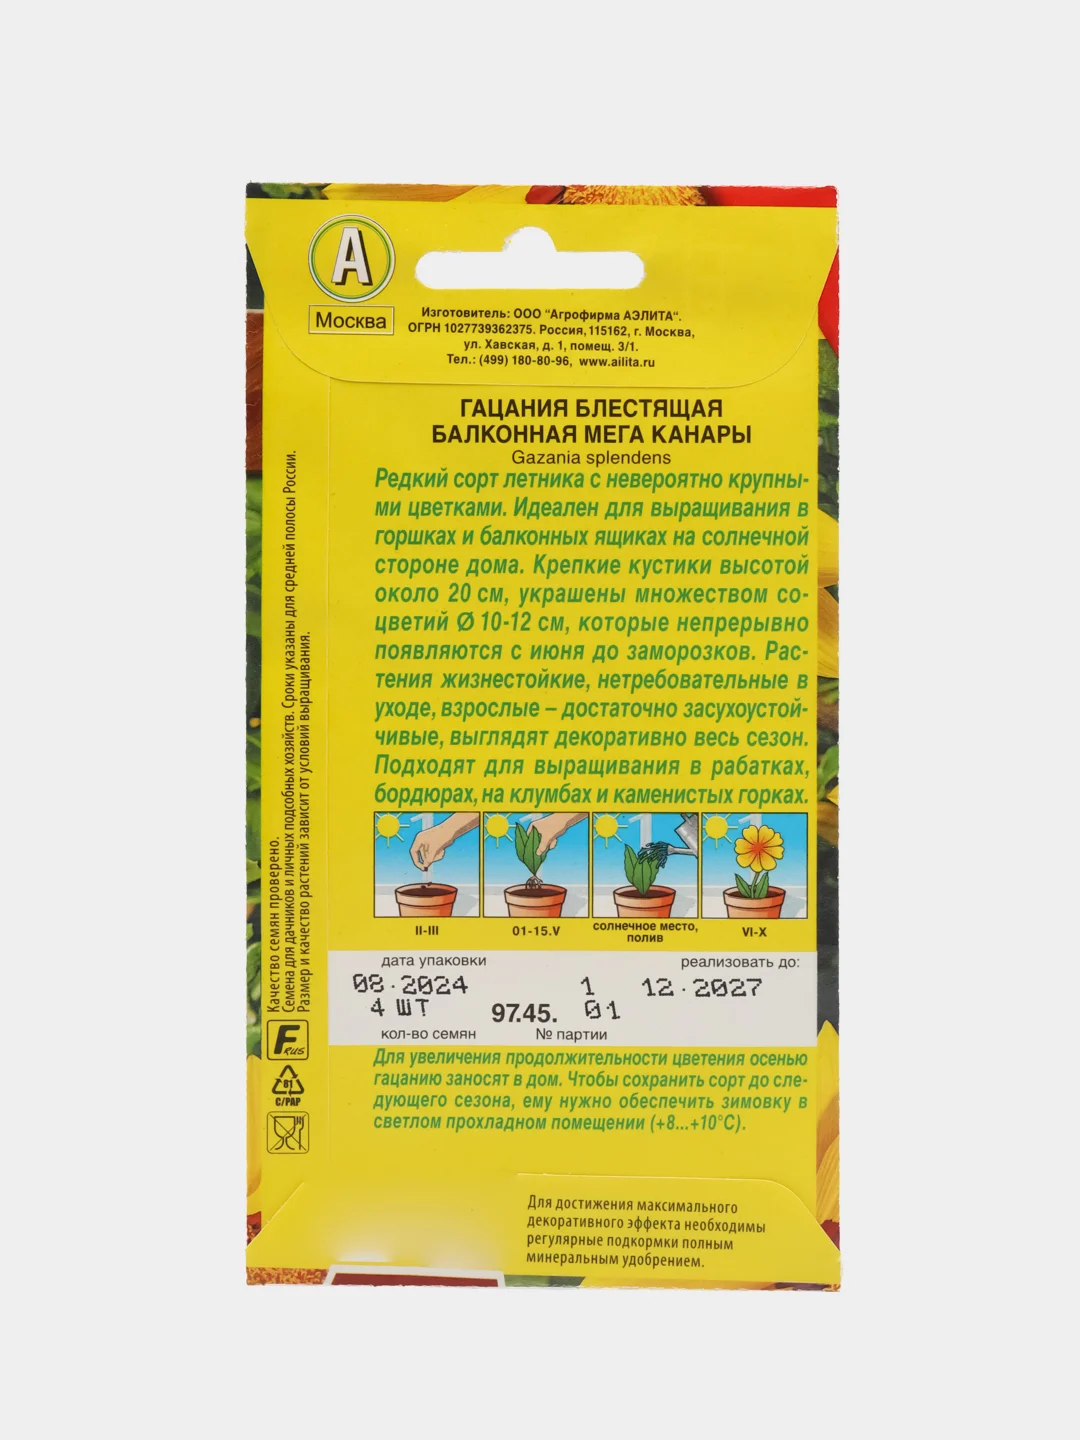 А
Москва
Изготовитель: ООО "Агрофирма АЭЛИТА".
ОГРН 1027739362375. Россия, 115162, г. Москва,
ул. Хавская, д. 1, помещ. 3/1.
Тел.: (499) 180-80-96, www.ailita.ru
ГАЦАНИЯ БЛЕСТЯЩАЯ
БАЛКОННАЯ МЕГА КАНАРЫ
Gazania splendens
Редкий сорт летника с невероятно крупны-
ми цветками. Идеален для выращивания в
горшках и балконных ящиках на солнечной
стороне дома. Крепкие кустики высотой
около 20 см, украшены множеством со-
цветий Ø 10-12 см, которые непрерывно
появляются с июня до заморозков. Рас-
тения жизнестойкие, нетребовательные в
уходе, взрослые – достаточно засухоустой-
чивые, выглядят декоративно весь сезон.
Подходят для выращивания в рабатках,
бордюрах, на клумбах и каменистых горках.
II-III
01-15.V
солнечное место,
полив
VI-X
дата упаковки
реализовать до:
08.2024
1
12.2027
4 ШТ
97.45.
01
кол-во семян
№ партии
Для увеличения продолжительности цветения осенью
гацанию заносят в дом. Чтобы сохранить сорт до сле-
дующего сезона, ему нужно обеспечить зимовку в
светлом прохладном помещении (+8...+10°С).
Для достижения максимального
декоративного эффекта необходимы
регулярные подкормки полным
минеральным удобрением.
Качество семян проверено.
Семена для дачников и личных подсобных хозяйств. Сроки указаны для средней полосы России.
Размер и качество растений зависит от условий выращивания.
F RUS
81
C/PAP